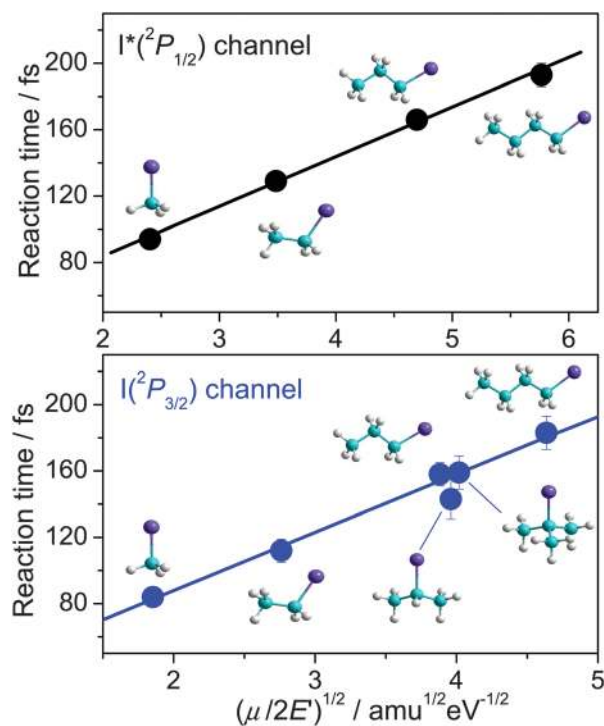 I*(²P₁/₂) channel
Reaction time / fs
200
160
120
80
2 3 4 5 6
I(²P₃/₂) channel
Reaction time / fs
200
160
120
80
2 3 4 5
(μ/2E')¹/² / amu¹/²eV⁻¹/²